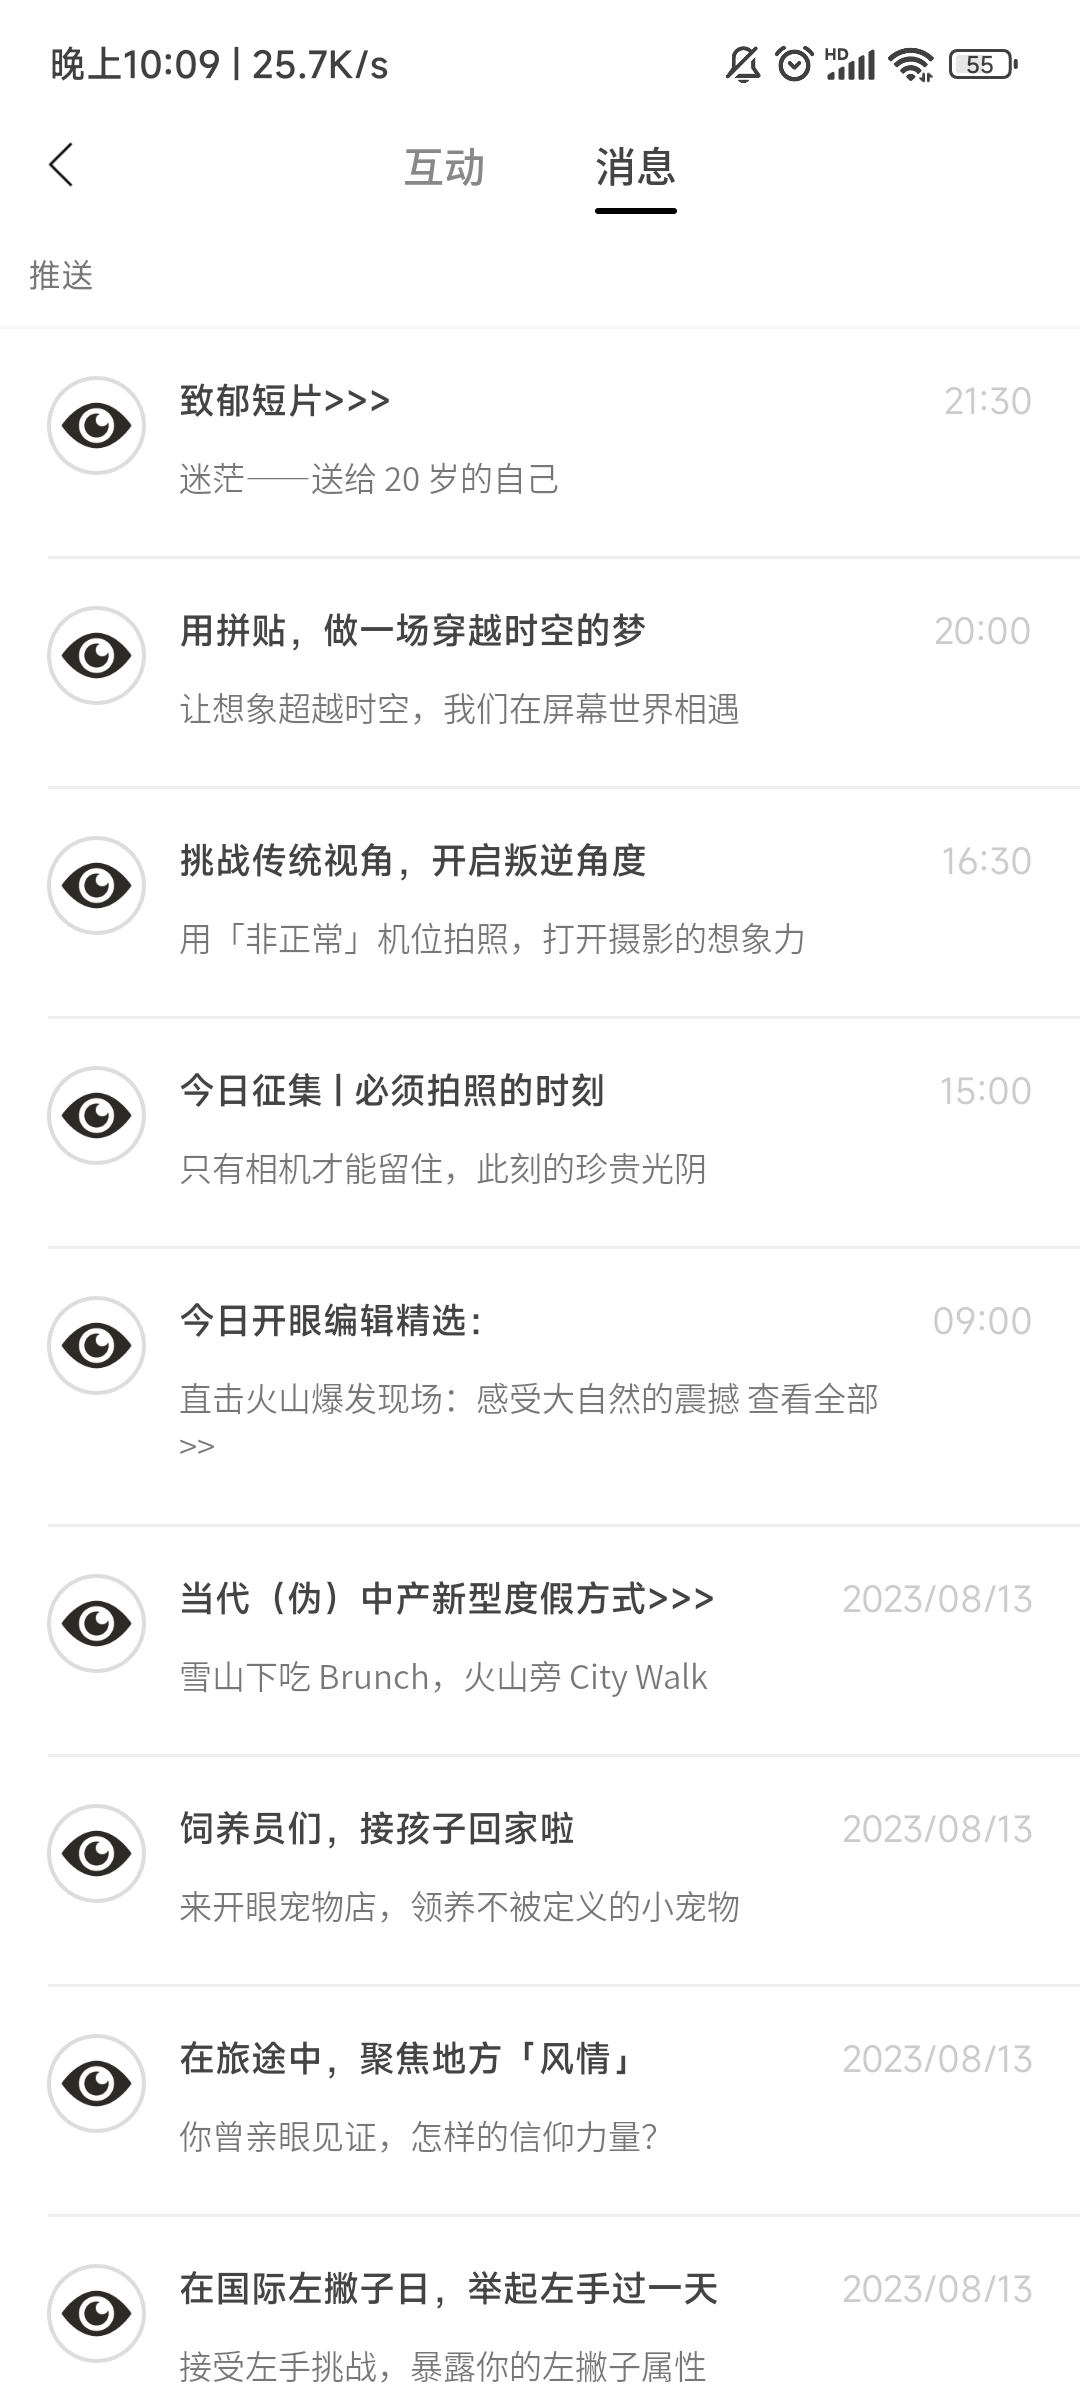 晚上10:09 | 25.7K/s
HD
55
互动
消息
推送
致郁短片>>>
21:30
迷茫——送给 20 岁的自己
用拼贴，做一场穿越时空的梦
20:00
让想象超越时空，我们在屏幕世界相遇
挑战传统视角，开启叛逆角度
16:30
用「非正常」机位拍照，打开摄影的想象力
今日征集 | 必须拍照的时刻
15:00
只有相机才能留住，此刻的珍贵光阴
今日开眼编辑精选：
09:00
直击火山爆发现场：感受大自然的震撼 查看全部
>>
当代（伪）中产新型度假方式>>>
2023/08/13
雪山下吃 Brunch，火山旁 City Walk
饲养员们，接孩子回家啦
2023/08/13
来开眼宠物店，领养不被定义的小宠物
在旅途中，聚焦地方「风情」
2023/08/13
你曾亲眼见证，怎样的信仰力量？
在国际左撇子日，举起左手过一天
2023/08/13
接受左手挑战，暴露你的左撇子属性